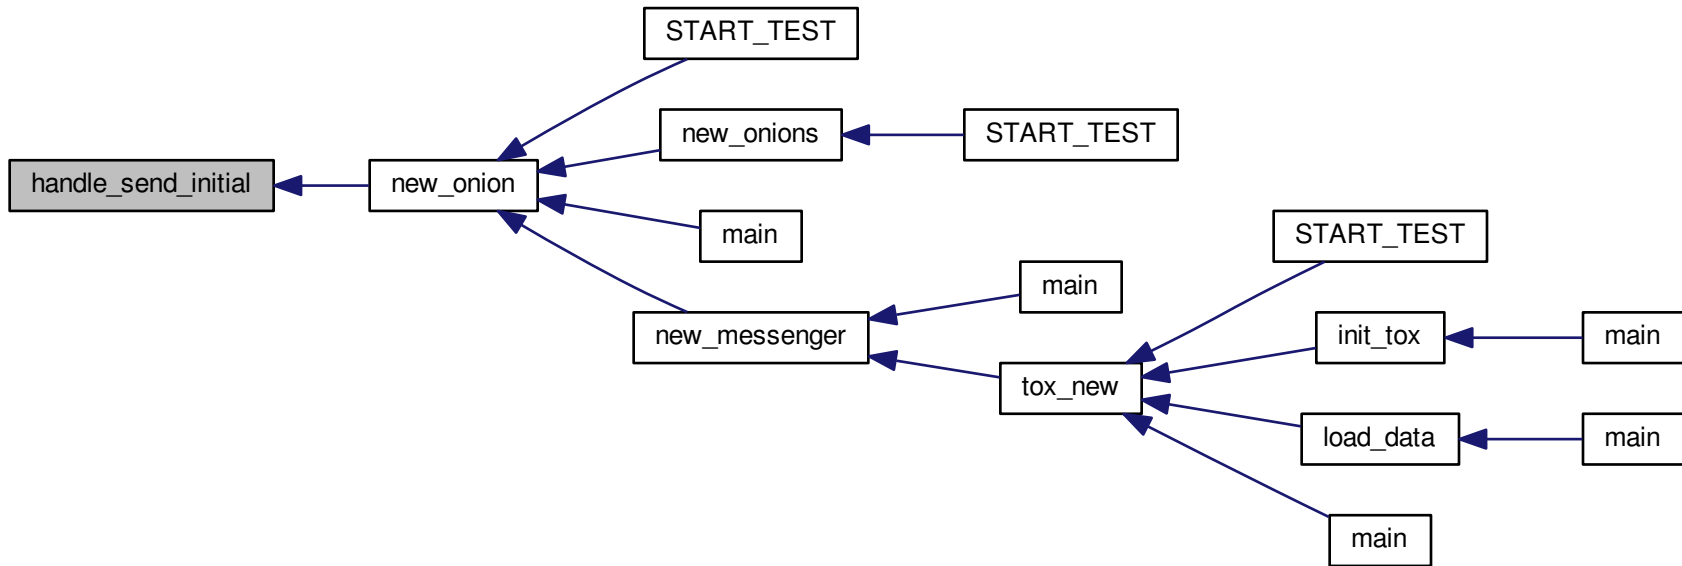 START_TEST
new_onions
START_TEST
handle_send_initial
new_onion
main
START_TEST
main
new_messenger
init_tox
main
tox_new
load_data
main
main